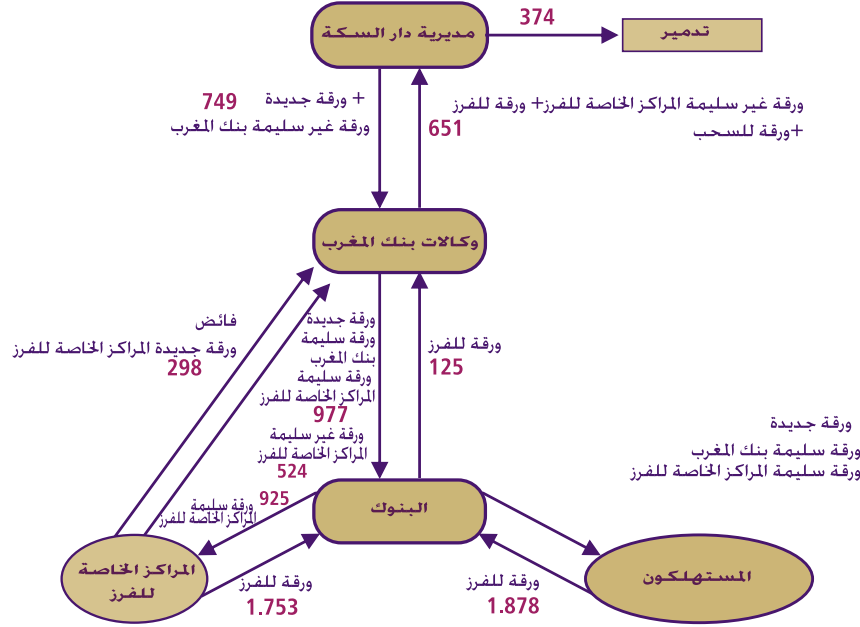 374
مديرية دار السكة
تدمير
+ ورقة جديدة
749
ورقة غير سليمة بنك المغرب
ورقة غير سليمة المراكز الخاصة للفرز+ ورقة للفرز
+ورقة للسحب
651
وكالات بنك المغرب
فائض
ورقة جديدة المراكز الخاصة للفرز
298
ورقة جديدة
ورقة سليمة
بنك المغرب
ورقة سليمة
المراكز الخاصة للفرز
977
ورقة غير سليمة
المراكز الخاصة للفرز
524
ورقة للفرز
125
ورقة جديدة
ورقة سليمة بنك المغرب
ورقة سليمة المراكز الخاصة للفرز
925
ورقة سليمة
المراكز الخاصة للفرز
البنوك
المراكز الخاصة
للفرز
المستهلكون
ورقة للفرز
1.753
ورقة للفرز
1.878